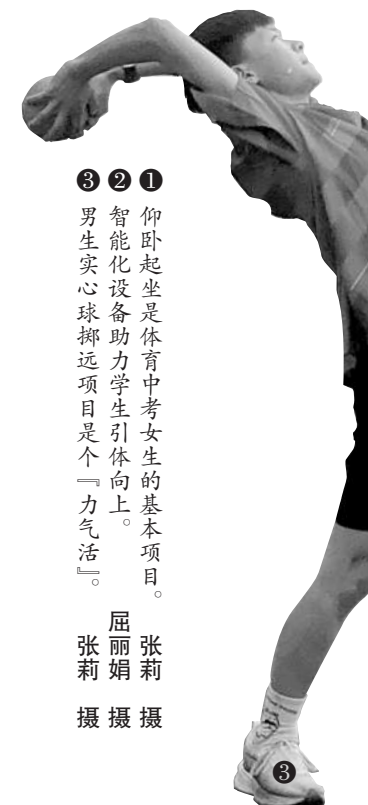 ❶ 仰卧起坐是体育中考女生的基本项目。 张莉 摄
❷ 智能化设备助力学生引体向上。 屈丽娟 摄
❸ 男生实心球掷远项目是个『力气活』。 张莉 摄
❸